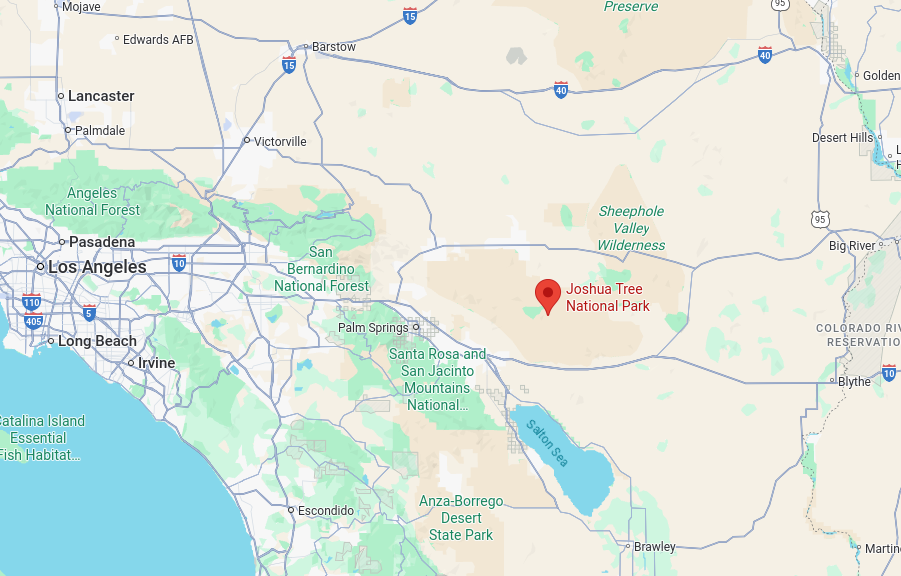 Mojave
Preserve
95
15
Edwards AFB
Barstow
15
40
40
Golden
Lancaster
Palmdale
Victorville
Desert Hills
L
H
Angeles
National Forest
Sheephole
Valley
Wilderness
95
Pasadena
Big River
Los Angeles
10
San
Bernardino
National Forest
Joshua Tree
National Park
110
405
5
Palm Springs
COLORADO RIV
RESERVATIO
Long Beach
Irvine
Santa Rosa and
San Jacinto
Mountains
National...
10
Blythe
Catalina Island
Essential
Fish Habitat...
Salton Sea
Escondido
Anza-Borrego
Desert
State Park
Brawley
Martine